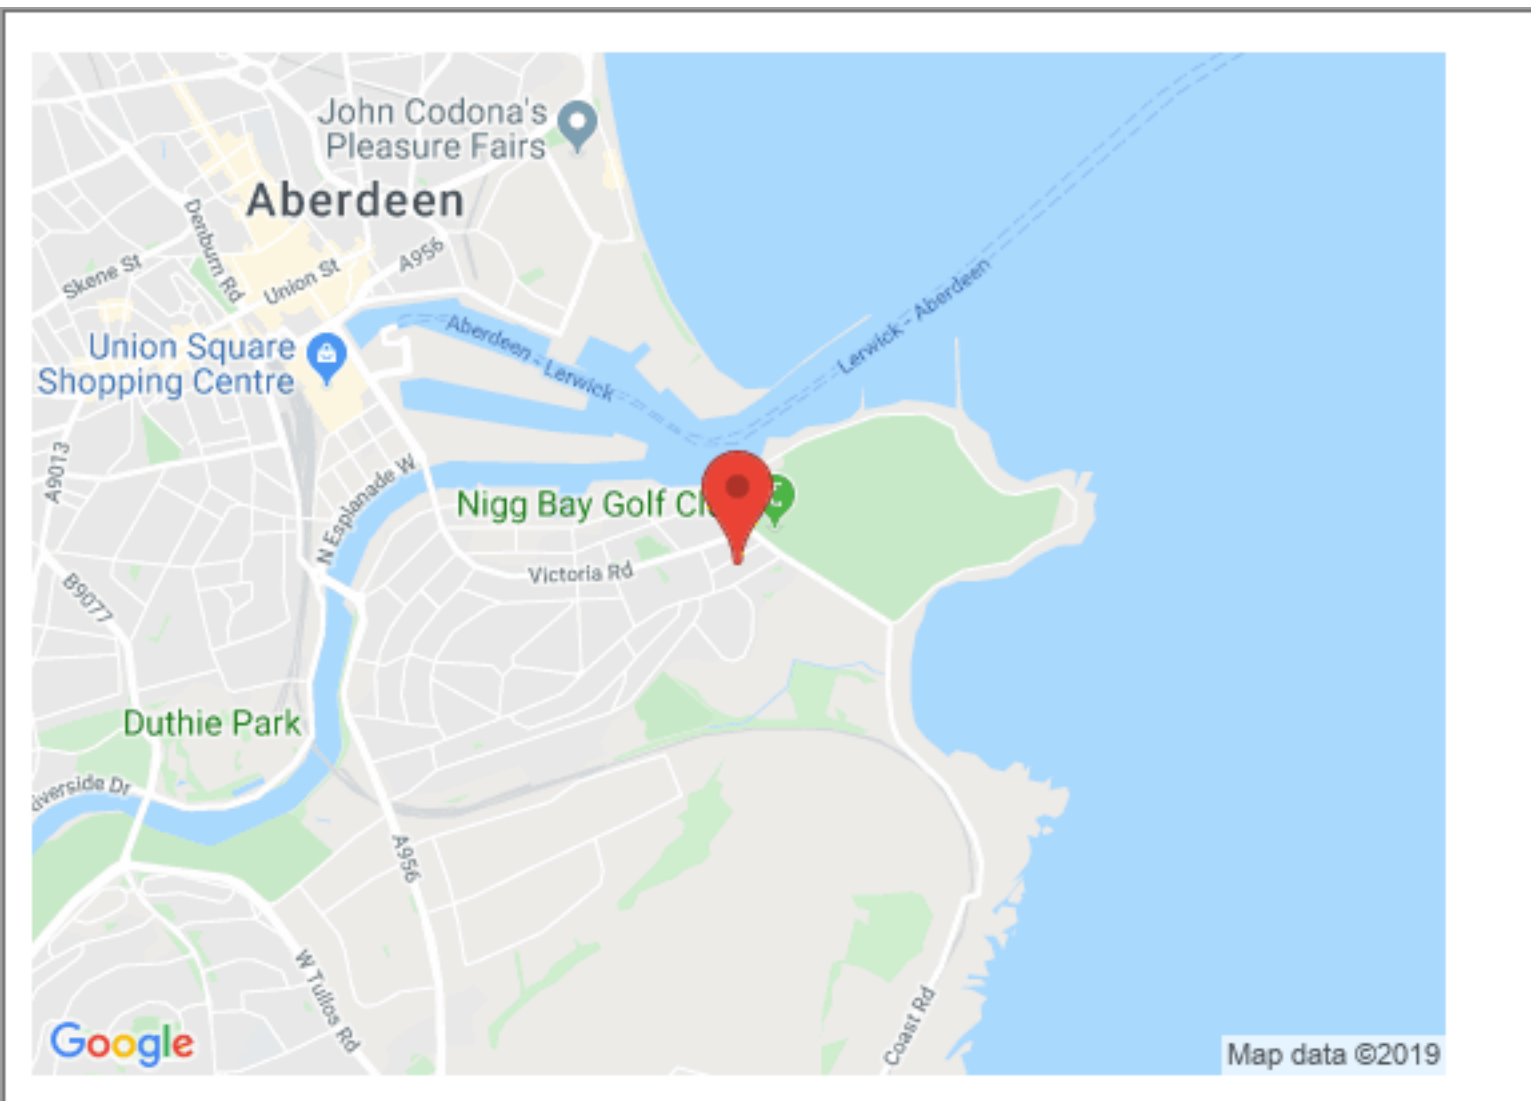 John Codona's
Pleasure Fairs
Aberdeen
Denburn Rd
A956
Skene St
Union St
Union Square
Shopping Centre
Aberdeen - Lerwick
Lerwick - Aberdeen
A9013
N Esplanade W
Nigg Bay Golf
Victoria Rd
B9077
Duthie Park
iverside Dr
A956
W Tullos Rd
Coast Rd
Google
Map data ©2019